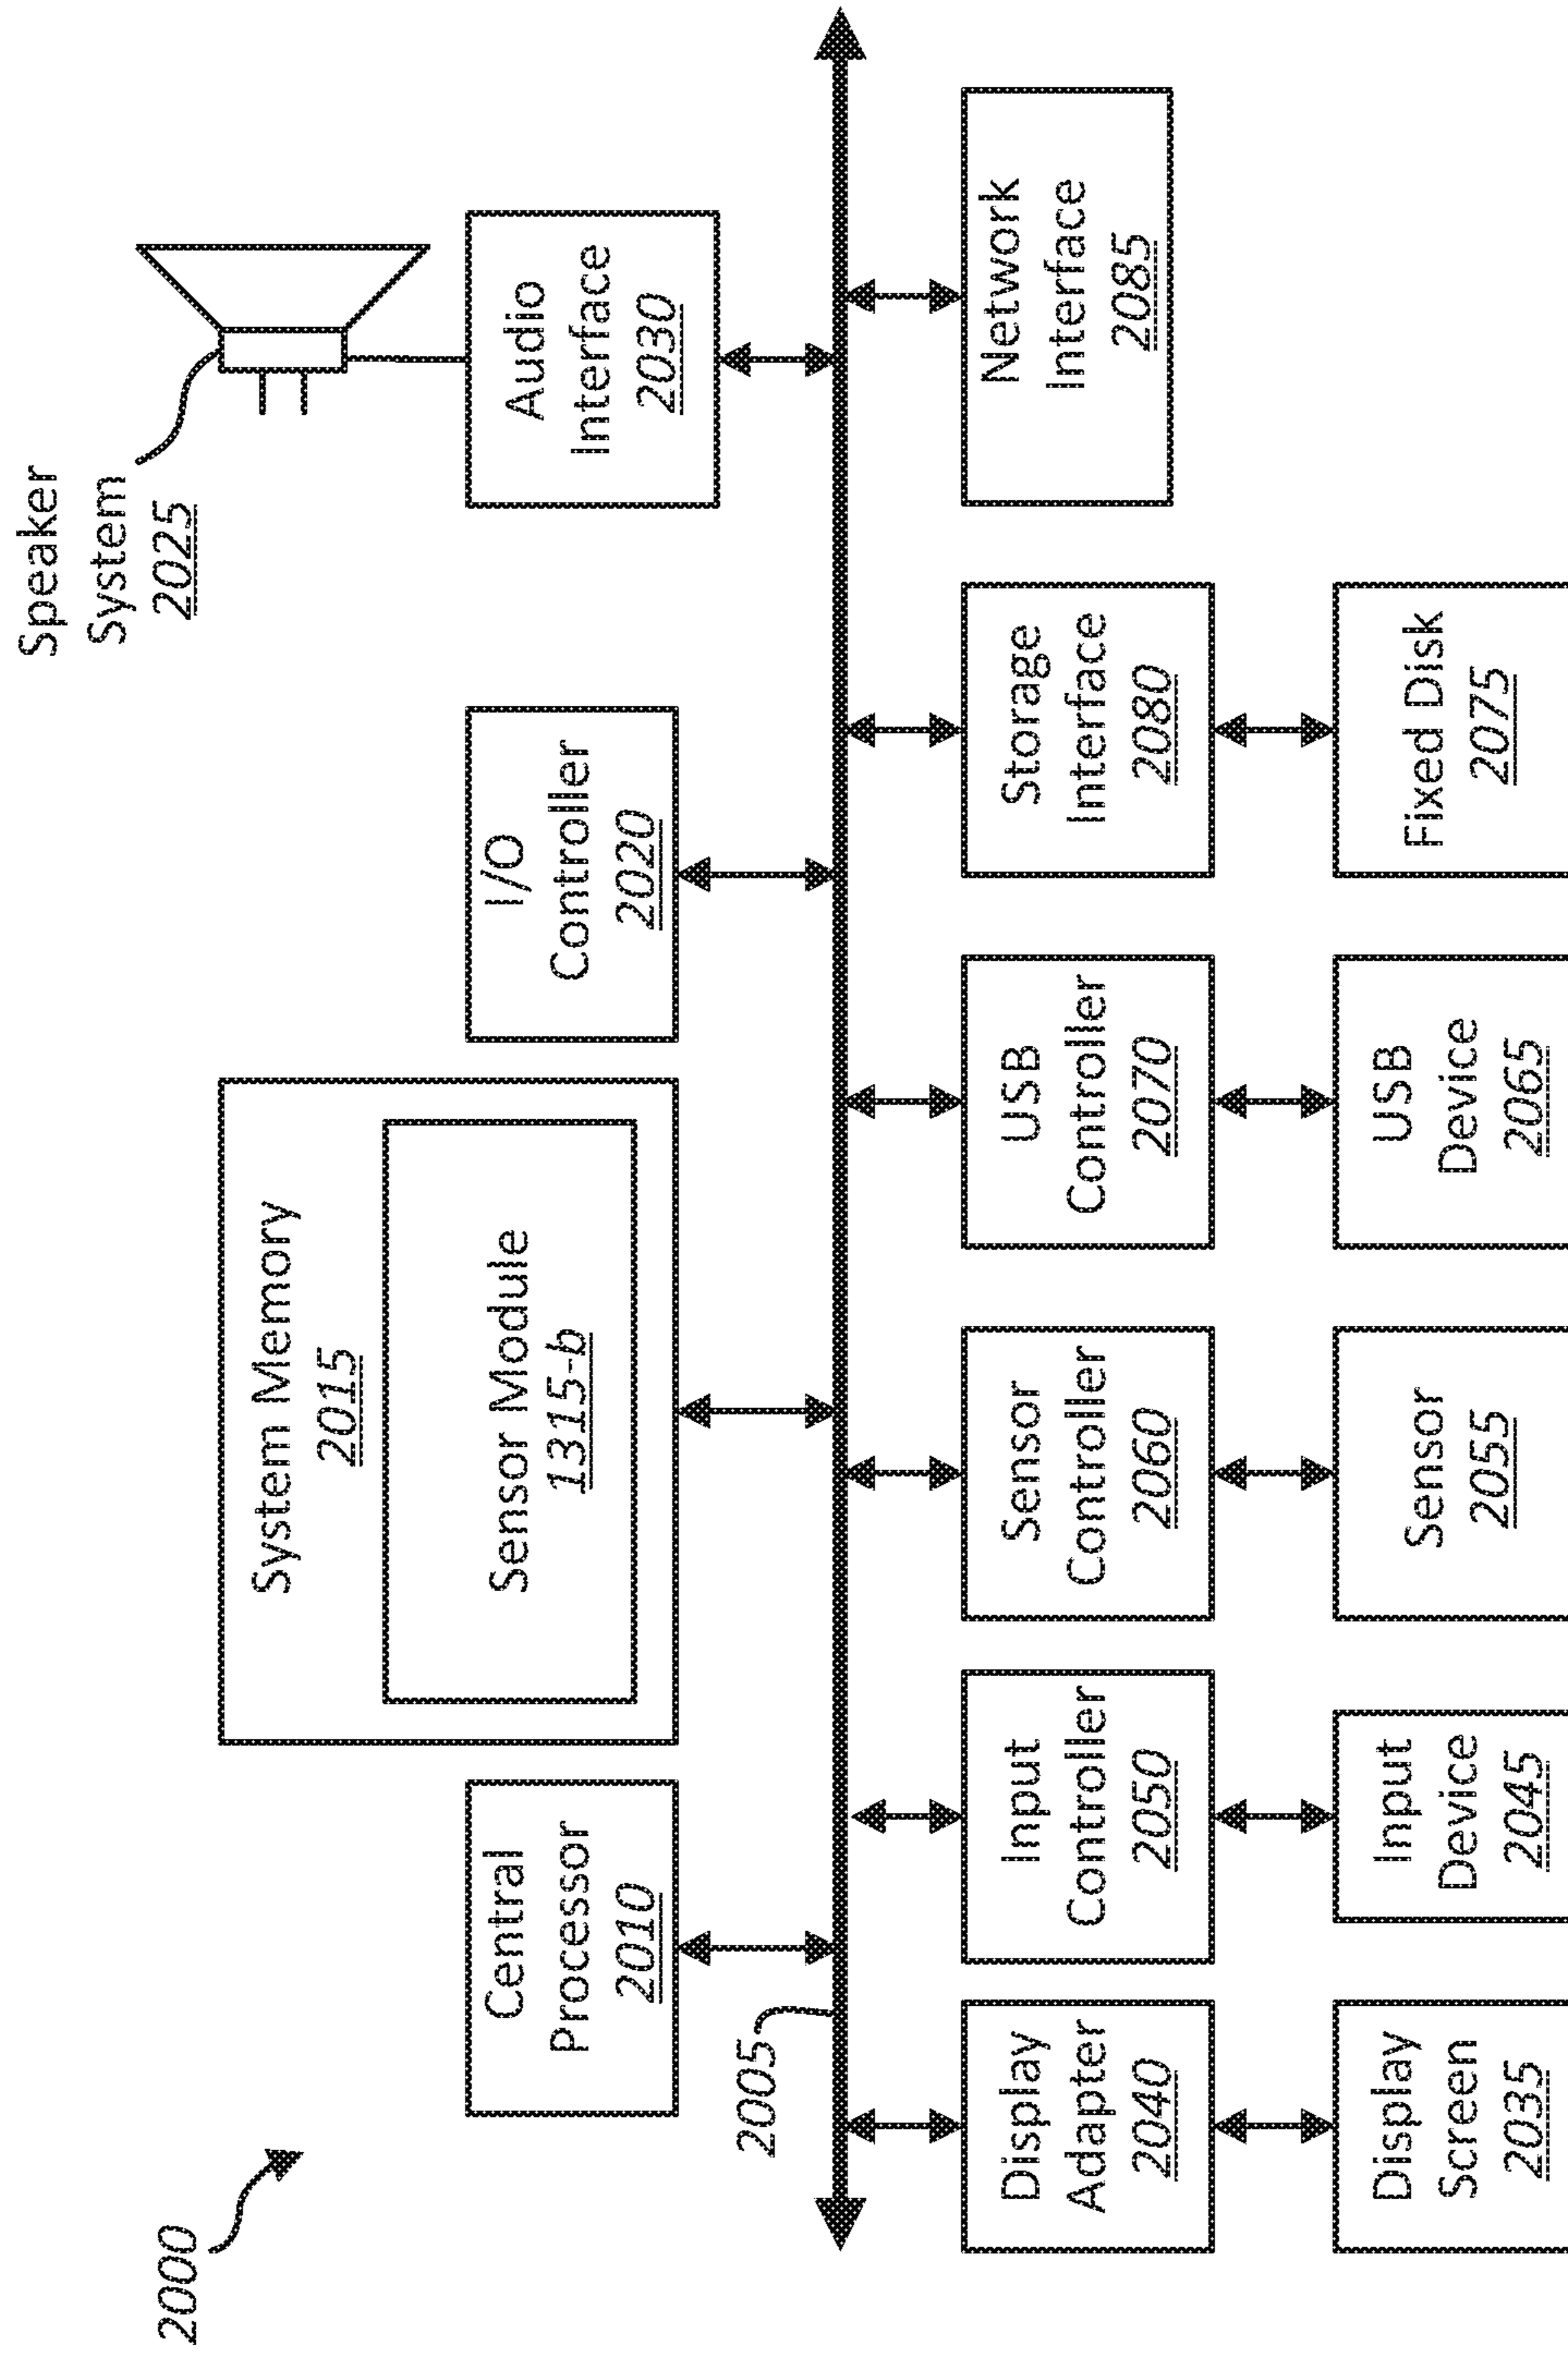 2000
Speaker
System
2025
System Memory
2015
Sensor Module
1315-b
Central
Processor
2010
I/O
Controller
2020
Audio
Interface
2030
2005
Display
Adapter
2040
Input
Controller
2050
Sensor
Controller
2060
USB
Controller
2070
Storage
Interface
2080
Network
Interface
2085
Display
Screen
2035
Input
Device
2045
Sensor
2055
USB
Device
2065
Fixed Disk
2075